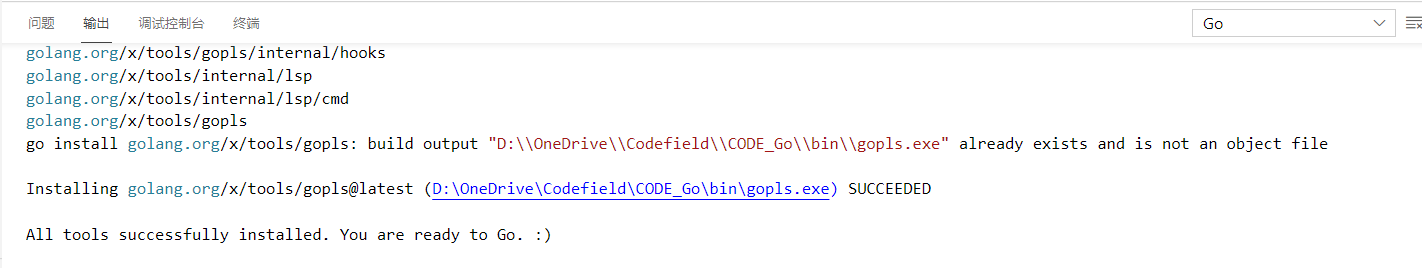 问题 输出 调试控制台 终端 Go
golang.org/x/tools/gopls/internal/hooks
golang.org/x/tools/internal/lsp
golang.org/x/tools/internal/lsp/cmd
golang.org/x/tools/gopls
go install golang.org/x/tools/gopls: build output "D:\\OneDrive\\Codefield\\CODE_Go\\bin\\gopls.exe" already exists and is not an object file
Installing golang.org/x/tools/gopls@latest (D:\OneDrive\Codefield\CODE_Go\bin\gopls.exe) SUCCEEDED
All tools successfully installed. You are ready to Go. :)